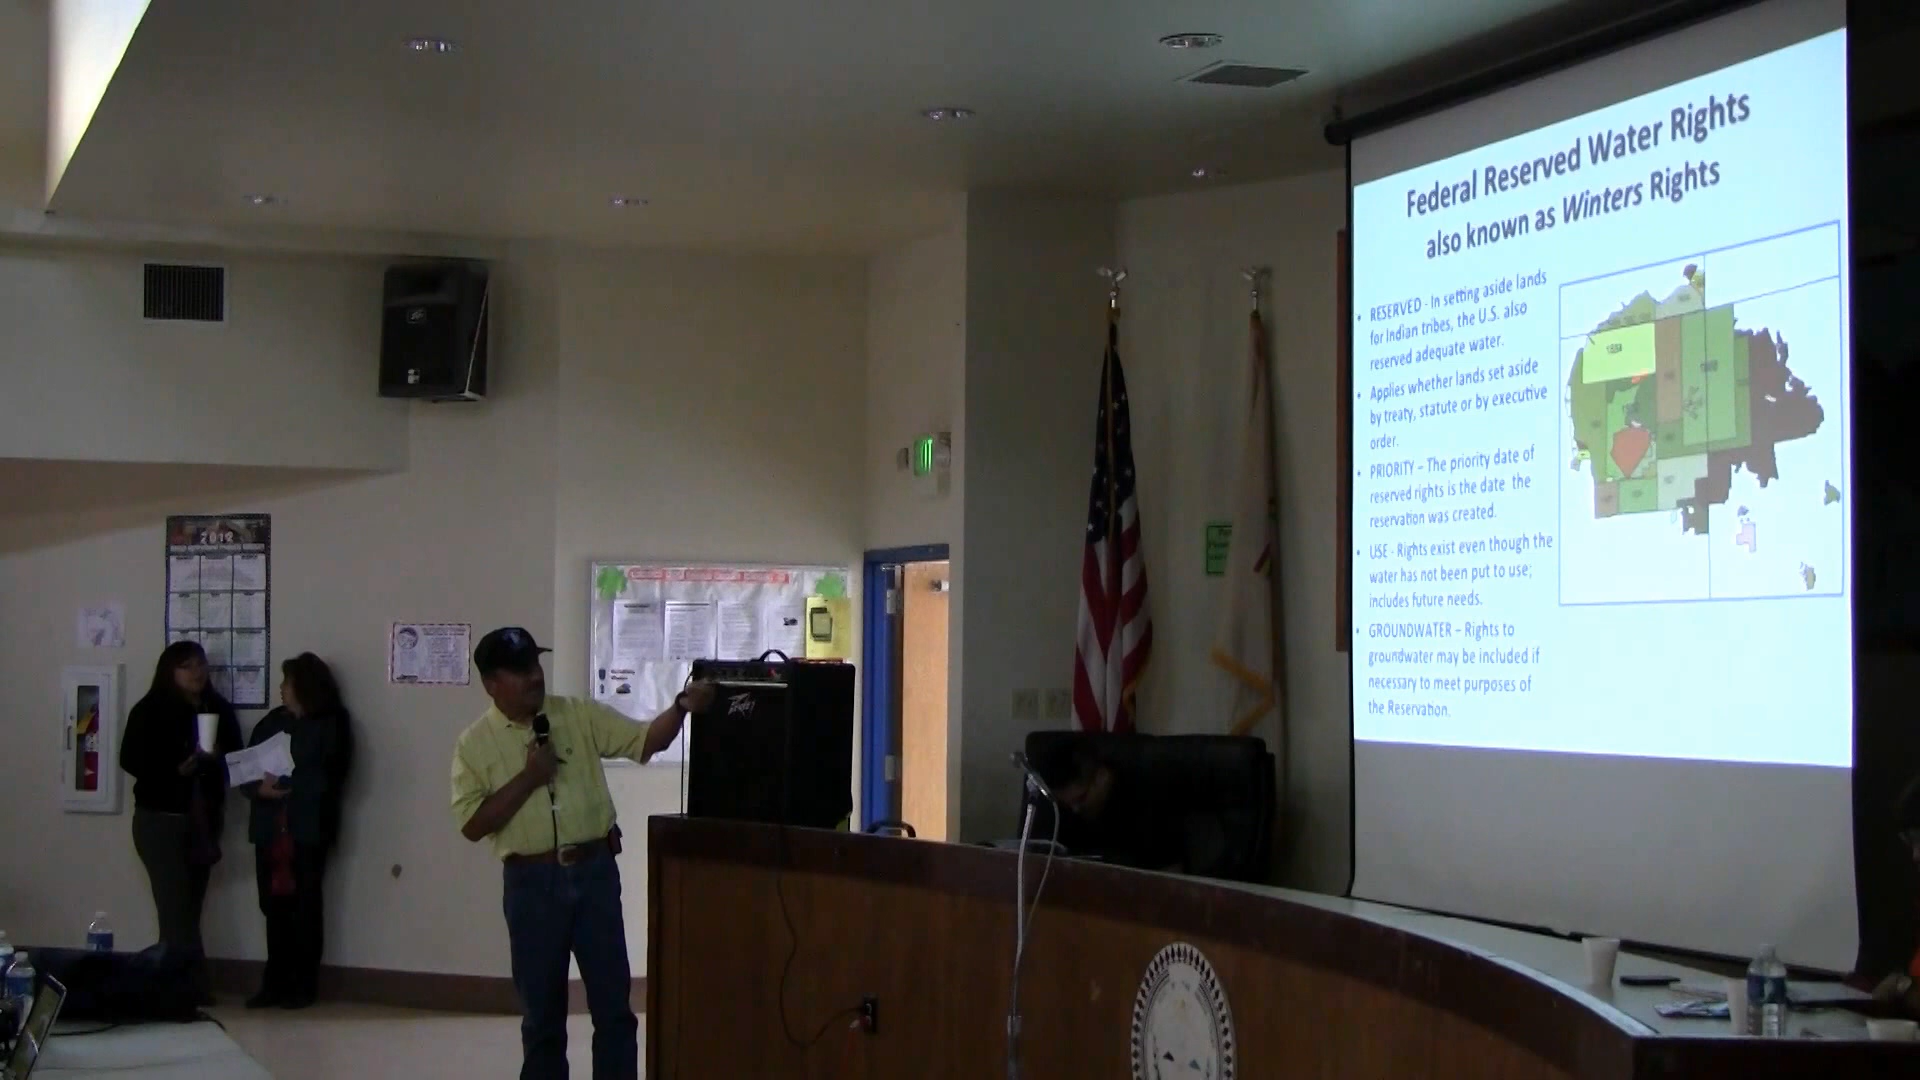 Federal Reserved Water Rights
also known as Winters Rights
• RESERVED - In setting aside lands
for Indian tribes, the U.S. also
reserved adequate water.
• Applies whether lands set aside
by treaty, statute or by executive
order.
• PRIORITY – The priority date of
reserved rights is the date the
reservation was created.
• USE - Rights exist even though the
water has not been put to use;
includes future needs.
• GROUNDWATER – Rights to
groundwater may be included if
necessary to meet purposes of
the Reservation.
1884
2012
PEAVEY